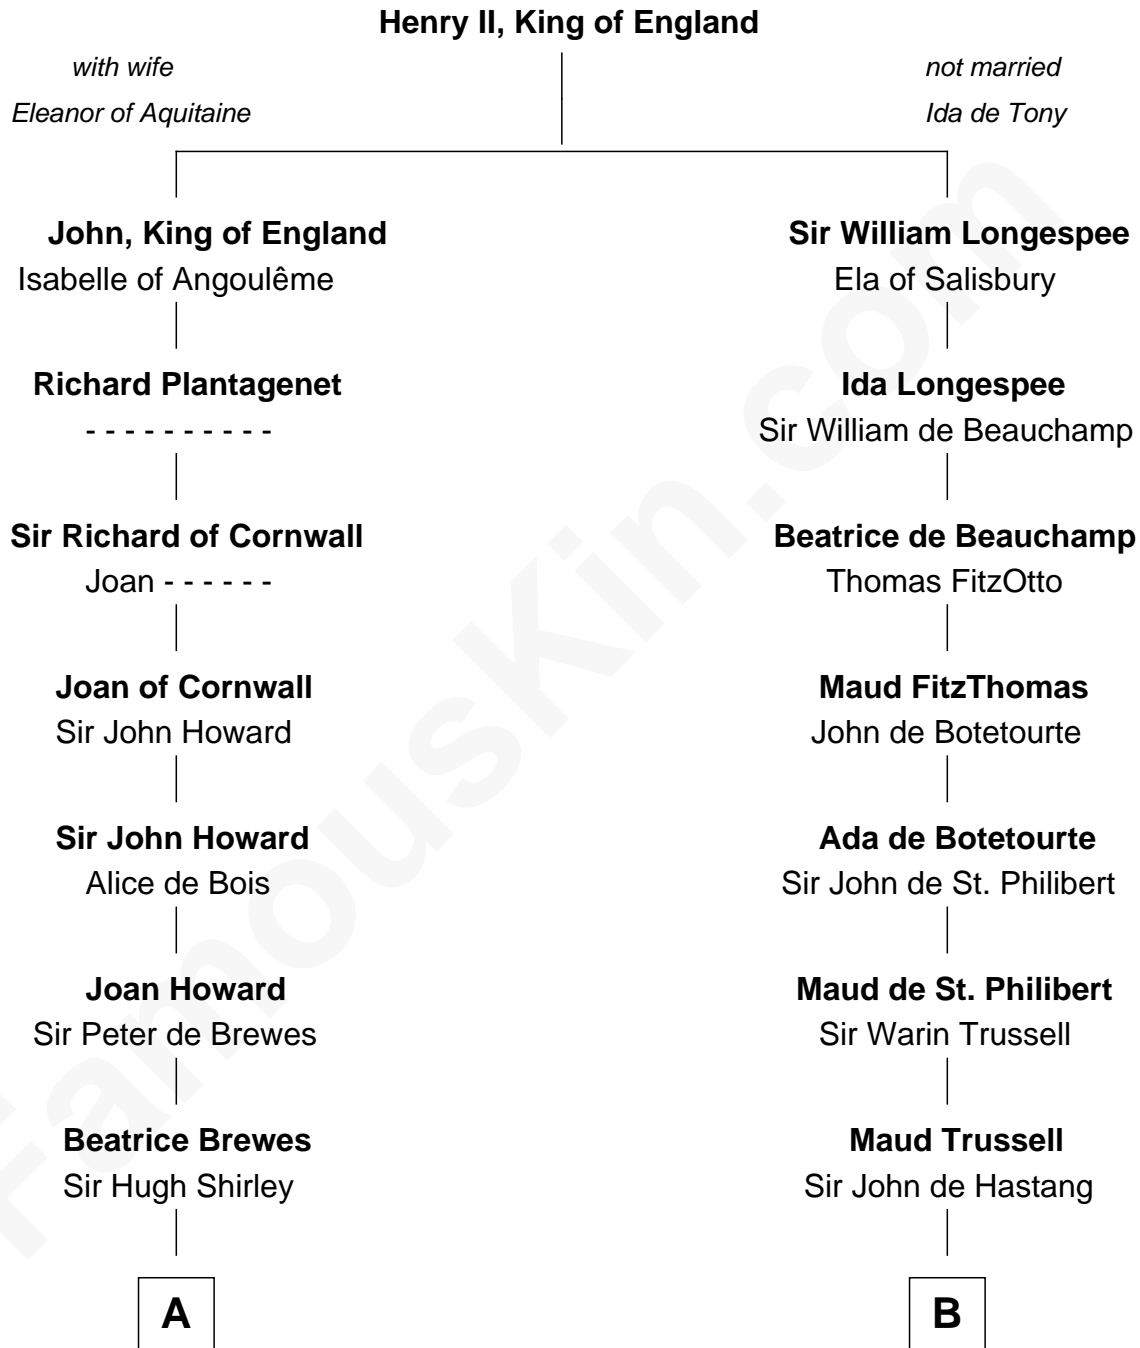 Henry II, King of England
with wife
Eleanor of Aquitaine
not married
Ida de Tony
John, King of England
Isabelle of Angoulême
Sir William Longespee
Ela of Salisbury
Richard Plantagenet
- - - - - - - - - -
Ida Longespee
Sir William de Beauchamp
Sir Richard of Cornwall
Joan - - - - - -
Beatrice de Beauchamp
Thomas FitzOtto
Joan of Cornwall
Sir John Howard
Maud FitzThomas
John de Botetourte
Sir John Howard
Alice de Bois
Ada de Botetourte
Sir John de St. Philibert
Joan Howard
Sir Peter de Brewes
Maud de St. Philibert
Sir Warin Trussell
Beatrice Brewes
Sir Hugh Shirley
Maud Trussell
Sir John de Hastang
A
B
FamousKin.com